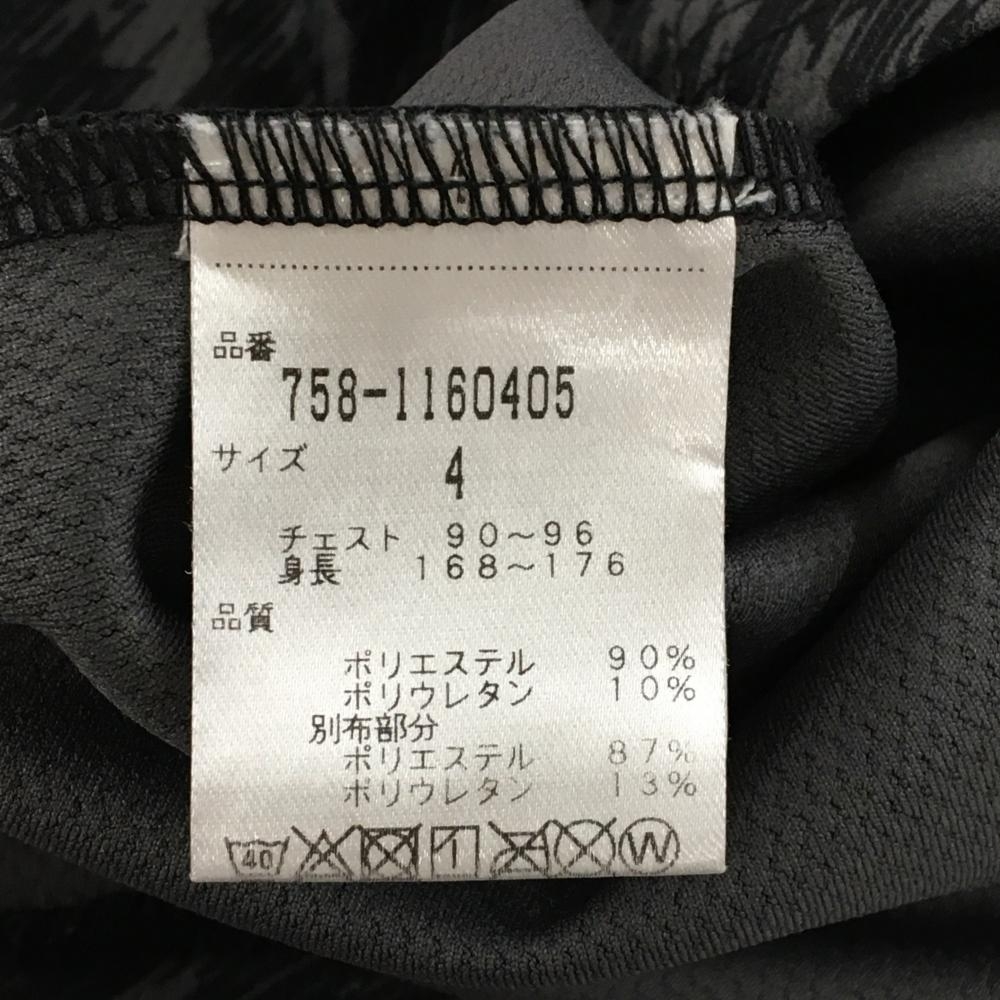 品番
758-1160405
サイズ 4
チェスト 90~96
身長 168~176
品質
ポリエステル 90%
ポリウレタン 10%
別布部分
ポリエステル 87%
ポリウレタン 13%
40 W